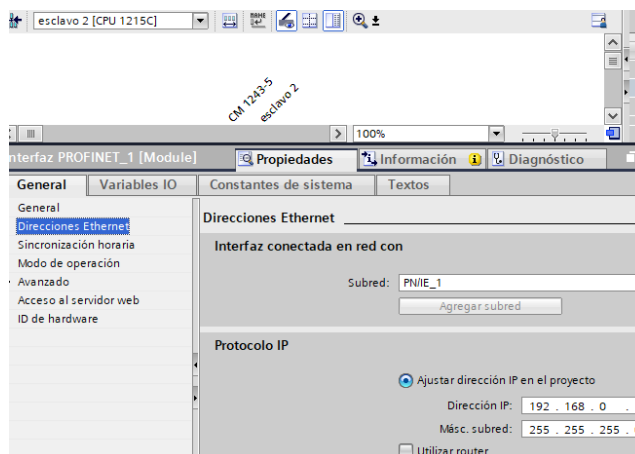 esclavo 2 [CPU 1215C]
CM 1243-5
esclavo 2
100%
nterfaz PROFINET_1 [Module]
Propiedades
Información
Diagnóstico
General
Variables IO
Constantes de sistema
Textos
General
Direcciones Ethernet
Sincronización horaria
Modo de operación
Avanzado
Acceso al servidor web
ID de hardware
Direcciones Ethernet
Interfaz conectada en red con
Subred: PN/IE_1
Agregar subred
Protocolo IP
Ajustar dirección IP en el proyecto
Dirección IP: 192 . 168 . 0 .
Másc. subred: 255 . 255 . 255 .
Utilizar router